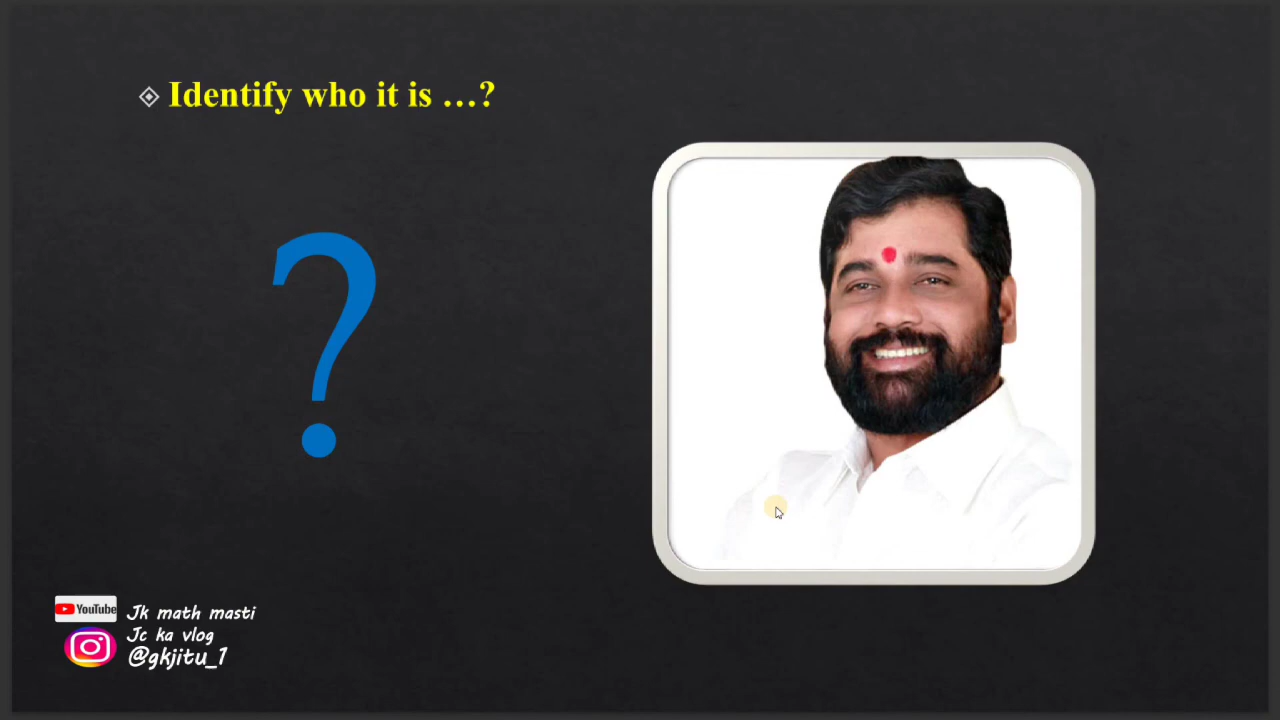 Identify who it is ...?
?
YouTube
Jk math masti
Jc ka vlog
@gkjitu_1